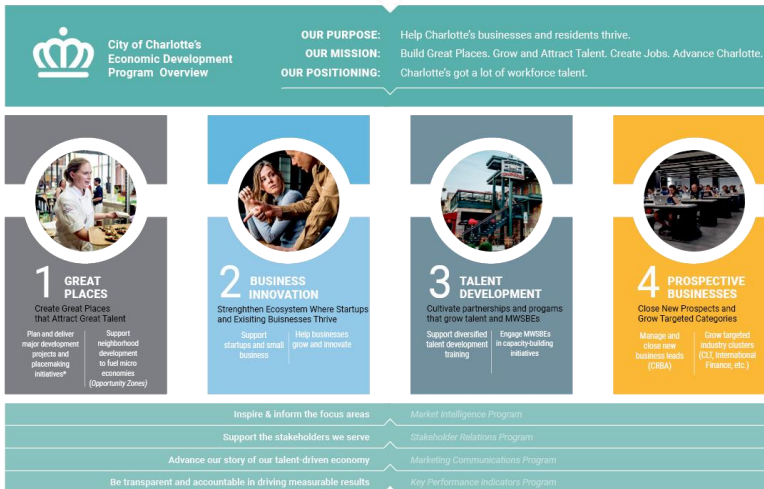 City of Charlotte's
Economic Development
Program Overview
OUR PURPOSE: Help Charlotte's businesses and residents thrive.
OUR MISSION: Build Great Places. Grow and Attract Talent. Create Jobs. Advance Charlotte.
OUR POSITIONING: Charlotte's got a lot of workforce talent.
1 GREAT
PLACES
Create Great Places
that Attract Great Talent
Plan and deliver
major development
projects and
placemaking
initiatives*
Support
neighborhood
development
to fuel micro
economies
(Opportunity Zones)
2 BUSINESS
INNOVATION
Strenghten Ecosystem Where Startups
and Exisiting Buisnesses Thrive
Support
startups and small
business
Help businesses
grow and innovate
3 TALENT
DEVELOPMENT
Cultivate partnerships and progams
that grow talent and MWSBEs
Support diversified
talent development
training
Engage MWSBEs
in capacity-building
initiatives
4 PROSPECTIVE
BUSINESSES
Close New Prospects and
Grow Targeted Categories
Manage and
close new
business leads
(CRBA)
Grow targeted
industry clusters
(CLT, International
Finance, etc.)
Inspire & inform the focus areas Market Intelligence Program
Support the stakeholders we serve Stakeholder Relations Program
Advance our story of our talent-driven economy Marketing Communications Program
Be transparent and accountable in driving measurable results Key Performance Indicators Program